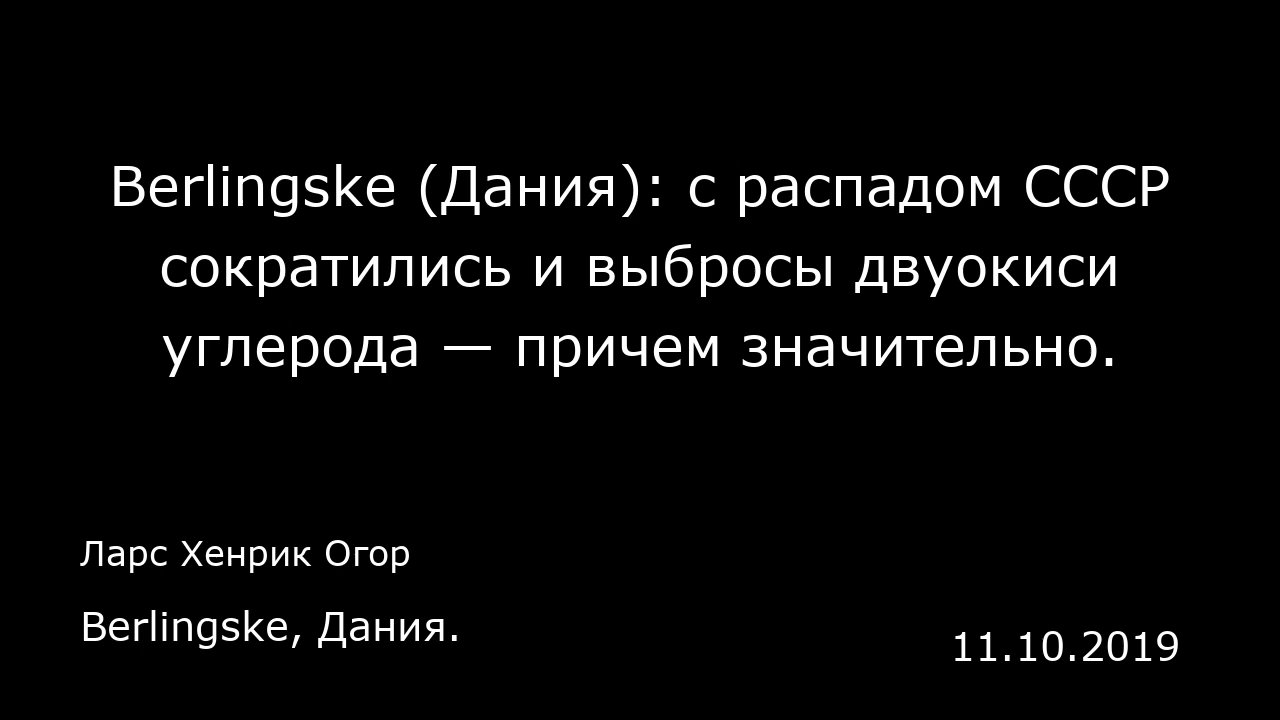 Berlingske (Дания): с распадом СССР
сократились и выбросы двуокиси
углерода — причем значительно.
Ларс Хенрик Огор
Berlingske, Дания.
11.10.2019